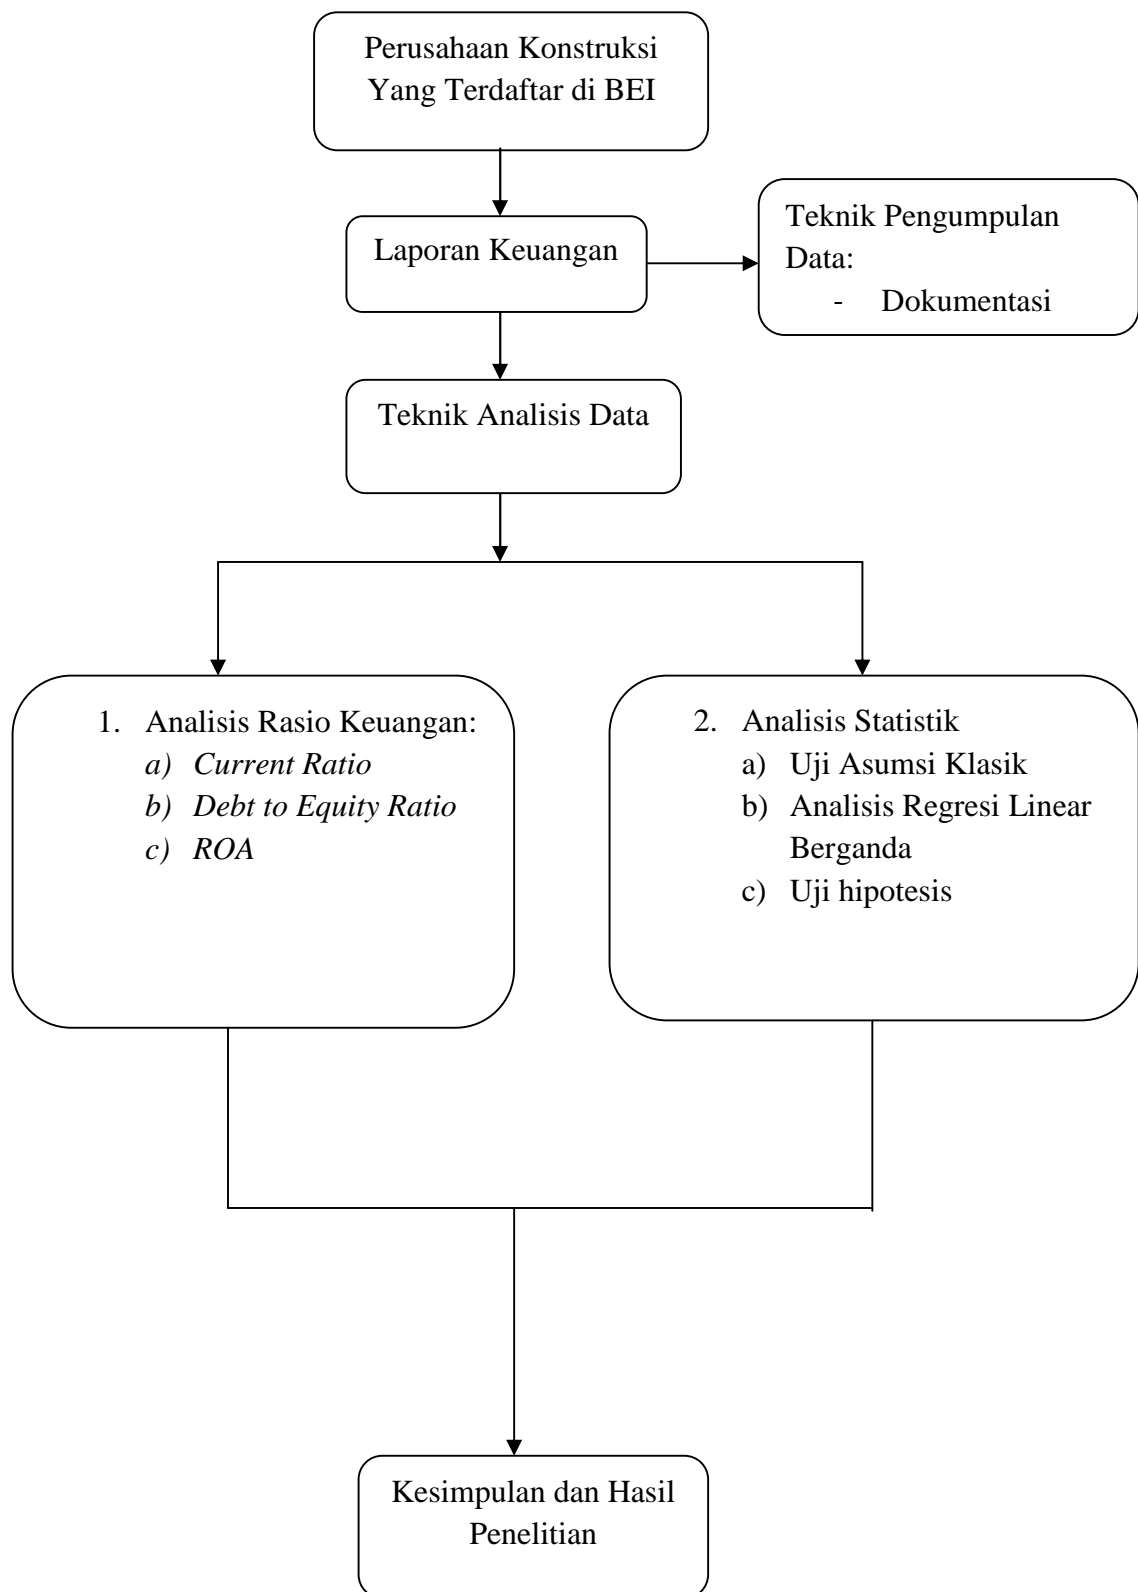 Perusahaan Konstruksi
Yang Terdaftar di BEI
Laporan Keuangan
Teknik Pengumpulan
Data:
- Dokumentasi
Teknik Analisis Data
1. Analisis Rasio Keuangan:
a) Current Ratio
b) Debt to Equity Ratio
c) ROA
2. Analisis Statistik
a) Uji Asumsi Klasik
b) Analisis Regresi Linear
Berganda
c) Uji hipotesis
Kesimpulan dan Hasil
Penelitian